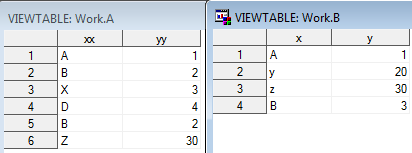 VIEWTABLE: Work.A
xx yy
1 A 1
2 B 2
3 X 3
4 D 4
5 B 2
6 Z 30
VIEWTABLE: Work.B
x y
1 A 1
2 y 20
3 z 30
4 B 3